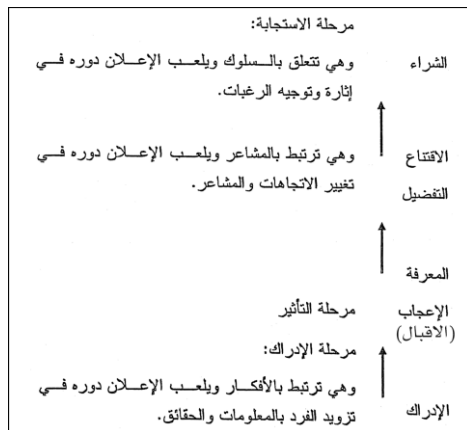 مرحلة الاستجابة:
الشراء وهي تتعلق بالسلوك ويلعب الإعلان دوره في
إثارة وتوجيه الرغبات.
الاقتناع وهي ترتبط بالمشاعر ويلعب الإعلان دوره في
التفضيل تغيير الاتجاهات والمشاعر.
المعرفة
الإعجاب مرحلة التأثير
(الاقبال)
مرحلة الإدراك:
وهي ترتبط بالأفكار ويلعب الإعلان دوره في
الإدراك تزويد الفرد بالمعلومات والحقائق.